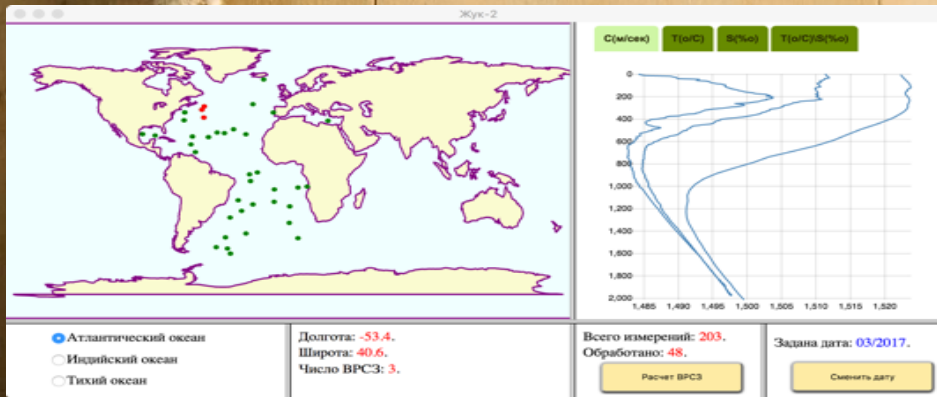 Жук-2
С(м/сек) T(o/C) S(%o) T(o/C)\S(%o)
0
200
400
600
800
1,000
1,200
1,400
1,600
1,800
2,000
1,485 1,490 1,495 1,500 1,505 1,510 1,515 1,520
Атлантический океан
Индийский океан
Тихий океан
Долгота: -53.4.
Широта: 40.6.
Число ВРСЗ: 3.
Всего измерений: 203.
Обработано: 48.
Расчет ВРСЗ
Задана дата: 03/2017.
Сменить дату